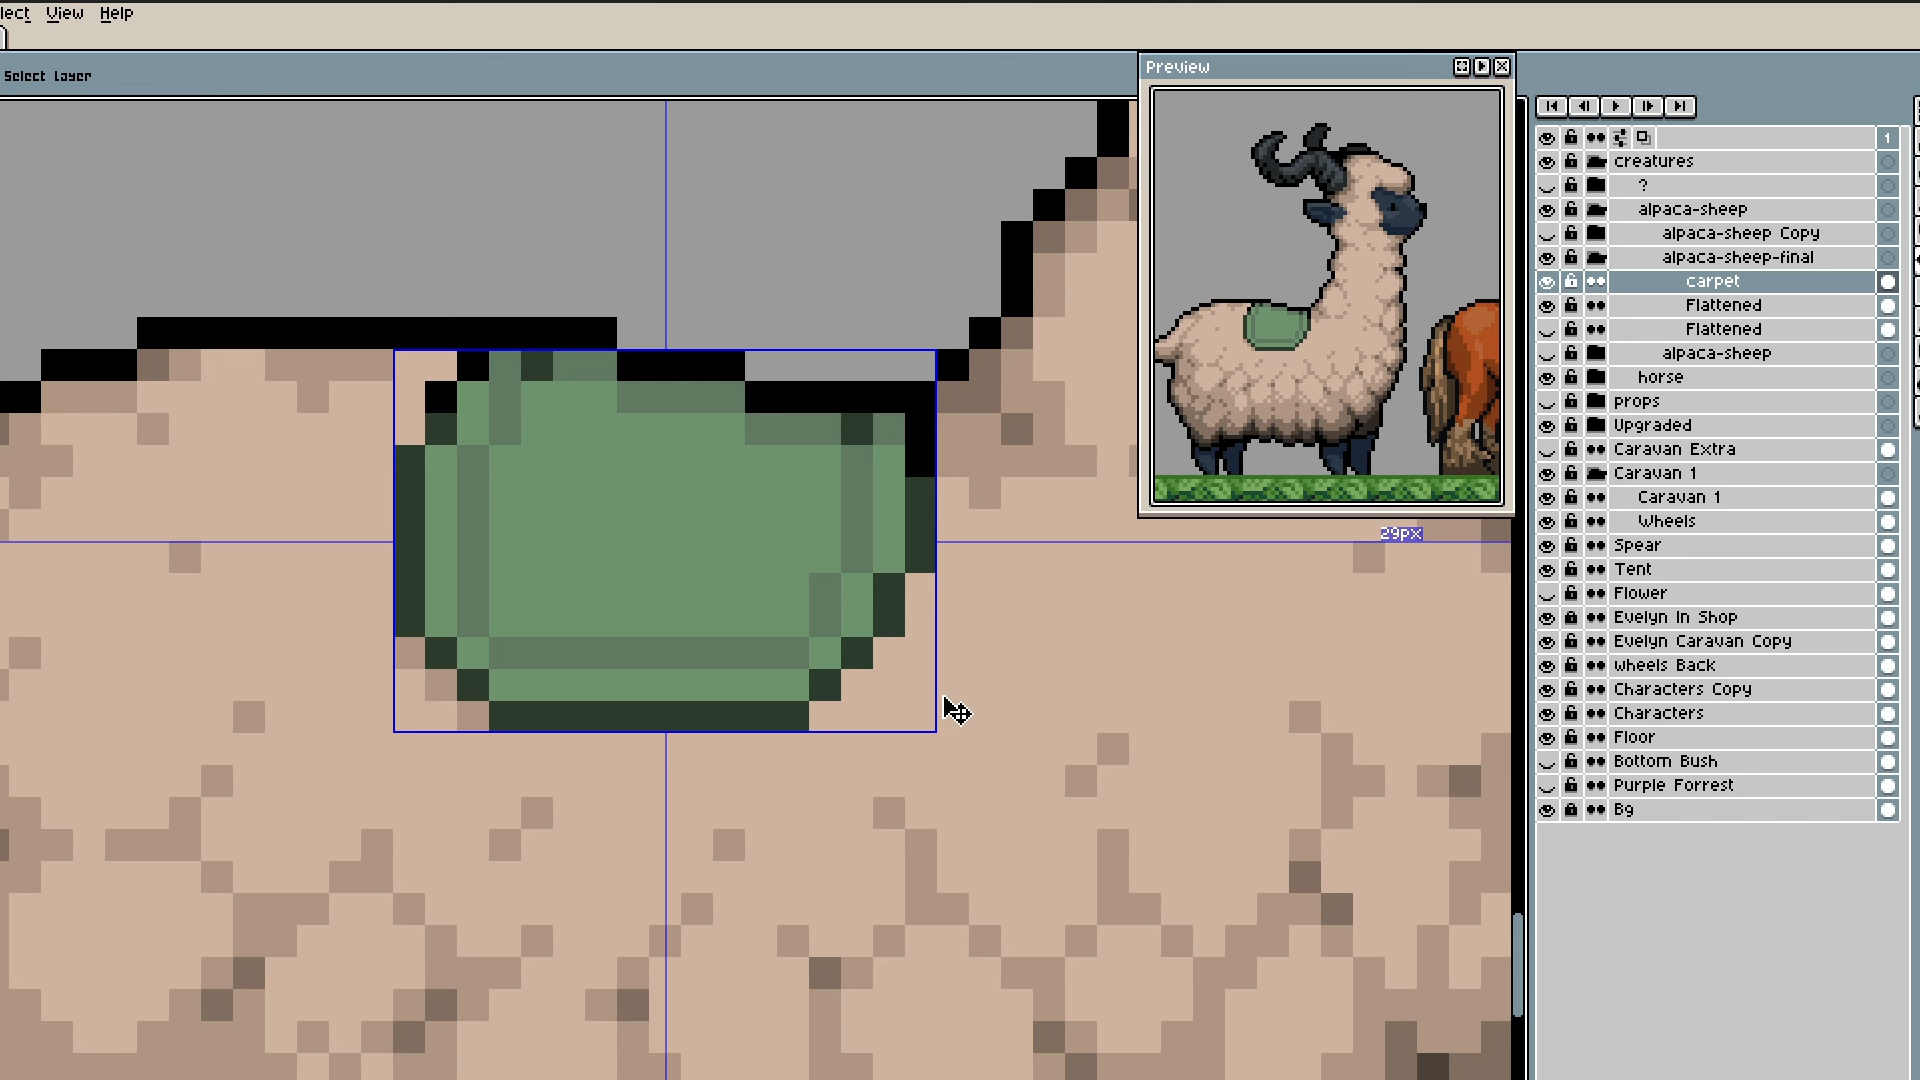 lect View Help
Select Layer
Preview
1
creatures
?
alpaca-sheep
alpaca-sheep Copy
alpaca-sheep-final
carpet
Flattened
Flattened
alpaca-sheep
horse
props
Upgraded
Caravan Extra
Caravan 1
Caravan 1
Wheels
29px
Spear
Tent
Flower
Evelyn In Shop
Evelyn Caravan Copy
wheels Back
Characters Copy
Characters
Floor
Bottom Bush
Purple Forrest
Bg